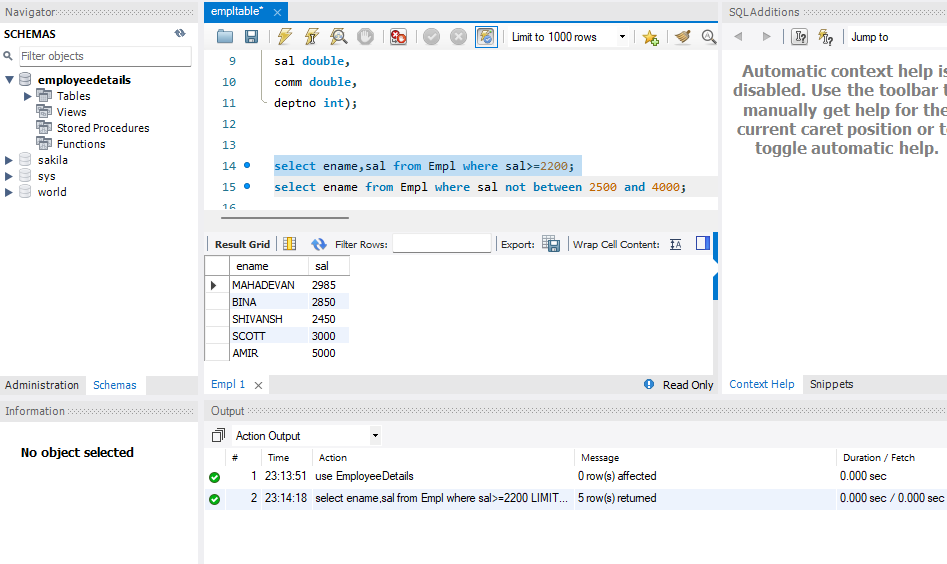 Navigator
SCHEMAS
Filter objects
employeedetails
Tables
Views
Stored Procedures
Functions
sakila
sys
world
Administration Schemas
Information
No object selected
empltable*
Limit to 1000 rows
9 sal double,
10 comm double,
11 deptno int);
12
13
14 select ename,sal from Empl where sal>=2200;
15 select ename from Empl where sal not between 2500 and 4000;
16
Result Grid Filter Rows: Export: Wrap Cell Content:
ename sal
MAHADEVAN 2985
BINA 2850
SHIVANSH 2450
SCOTT 3000
AMIR 5000
Empl 1 Read Only
SQLAdditions
Jump to
Automatic context help is
disabled. Use the toolbar t
manually get help for the
current caret position or t
toggle automatic help.
Context Help Snippets
Output
Action Output
# Time Action Message Duration / Fetch
1 23:13:51 use EmployeeDetails 0 row(s) affected 0.000 sec
2 23:14:18 select ename,sal from Empl where sal>=2200 LIMIT... 5 row(s) returned 0.000 sec / 0.000 sec